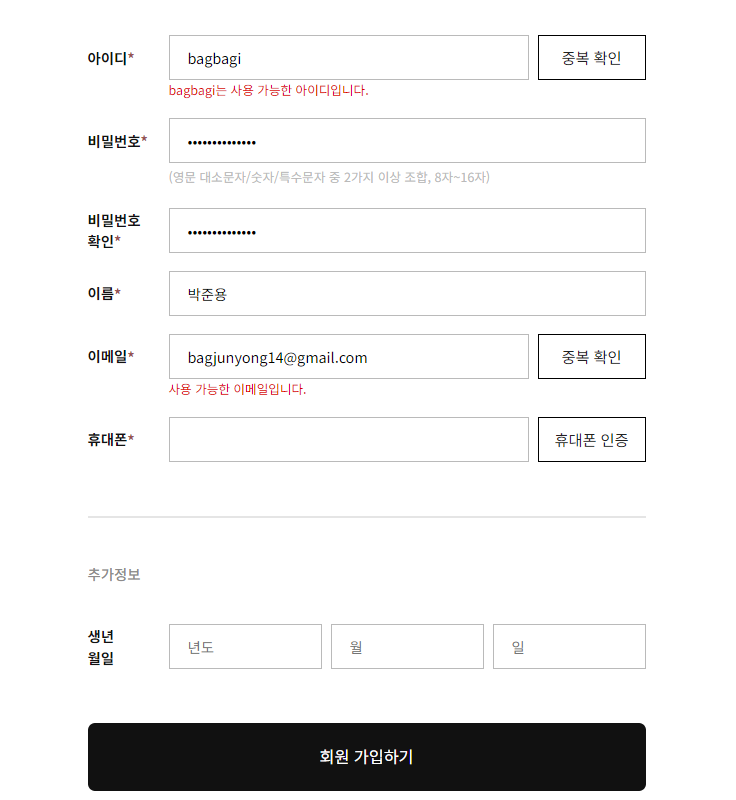 아이디* bagbagi 중복 확인
bagbagi는 사용 가능한 아이디입니다.
비밀번호* ••••••••••••••
(영문 대소문자/숫자/특수문자 중 2가지 이상 조합, 8자~16자)
비밀번호
확인* ••••••••••••••
이름* 박준용
이메일* bagjunyong14@gmail.com 중복 확인
사용 가능한 이메일입니다.
휴대폰* 휴대폰 인증
추가정보
생년
월일 년도 월 일
회원 가입하기